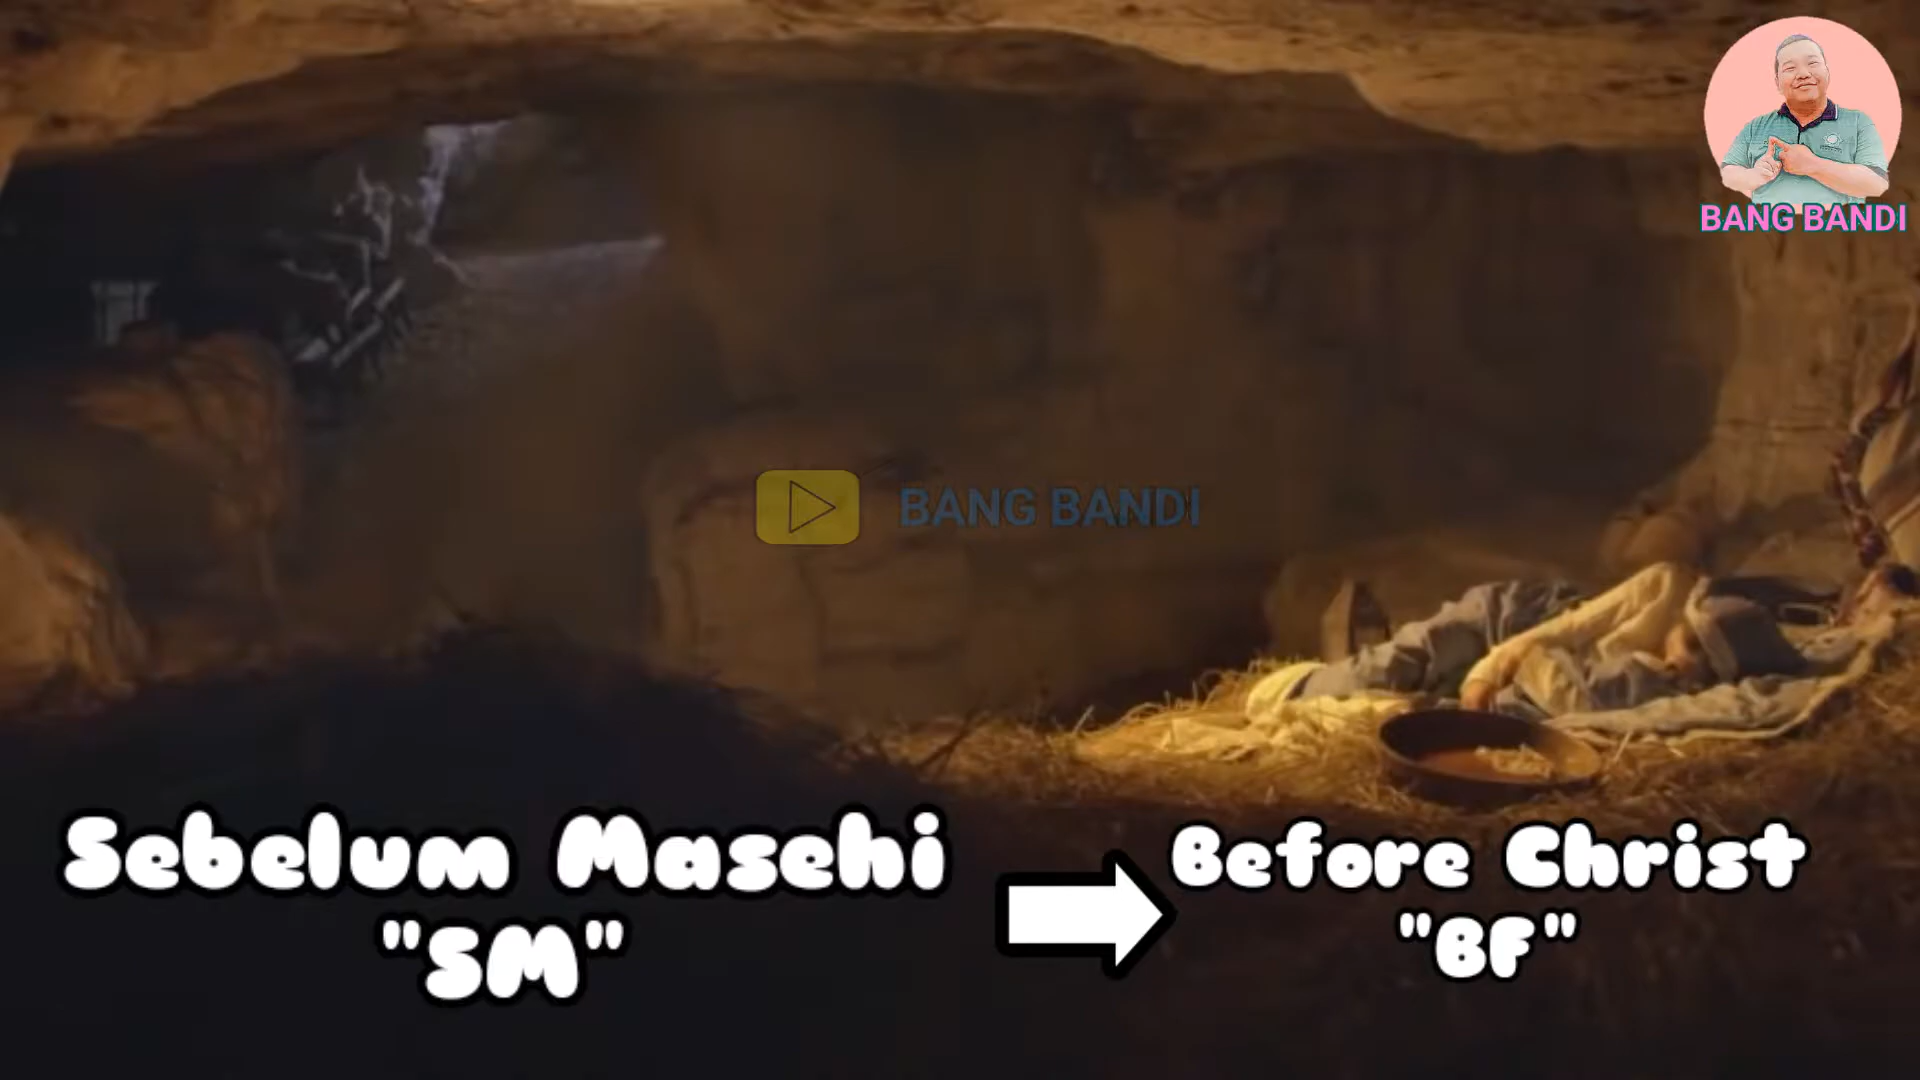 BANG BANDI
BANG BANDI
Sebelum Masehi
"SM"
Before Christ
"BF"